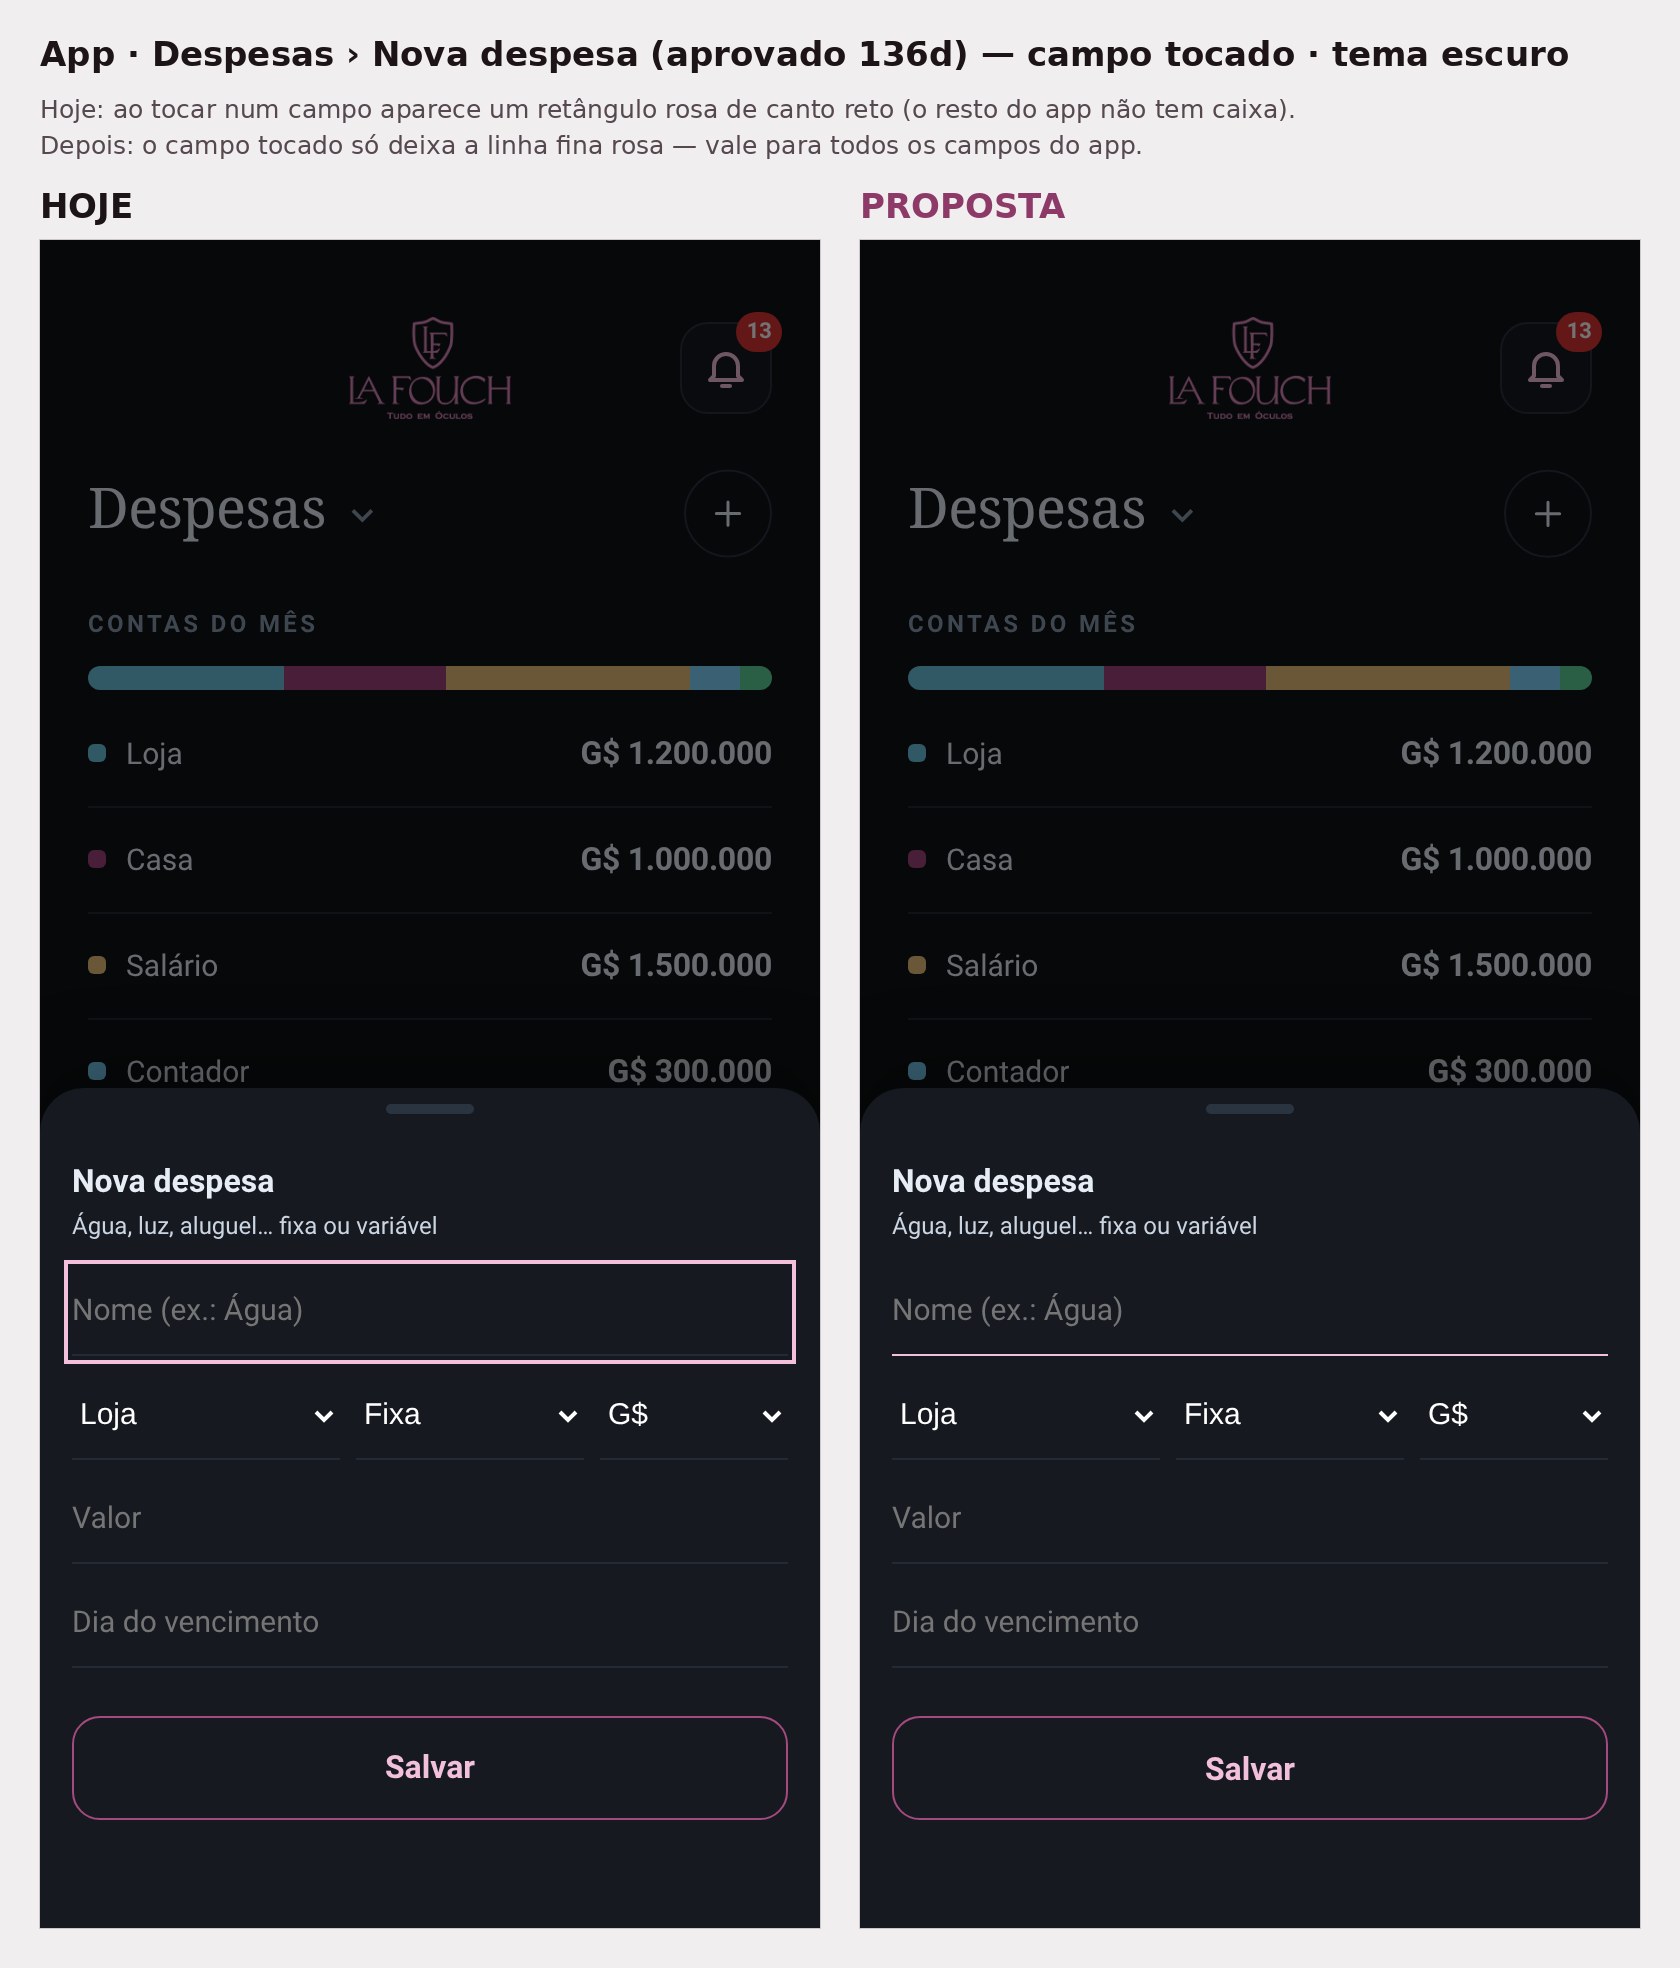 App · Despesas › Nova despesa (aprovado 136d) — campo tocado · tema escuro
Hoje: ao tocar num campo aparece um retângulo rosa de canto reto (o resto do app não tem caixa).
Depois: o campo tocado só deixa a linha fina rosa — vale para todos os campos do app.
HOJE
LF
LA FOUCH
TUDO EM ÓCULOS
13
Despesas
CONTAS DO MÊS
Loja G$ 1.200.000
Casa G$ 1.000.000
Salário G$ 1.500.000
Contador G$ 300.000
Nova despesa
Água, luz, aluguel... fixa ou variável
Nome (ex.: Água)
Loja Fixa G$
Valor
Dia do vencimento
Salvar
PROPOSTA
LF
LA FOUCH
TUDO EM ÓCULOS
13
Despesas
CONTAS DO MÊS
Loja G$ 1.200.000
Casa G$ 1.000.000
Salário G$ 1.500.000
Contador G$ 300.000
Nova despesa
Água, luz, aluguel... fixa ou variável
Nome (ex.: Água)
Loja Fixa G$
Valor
Dia do vencimento
Salvar